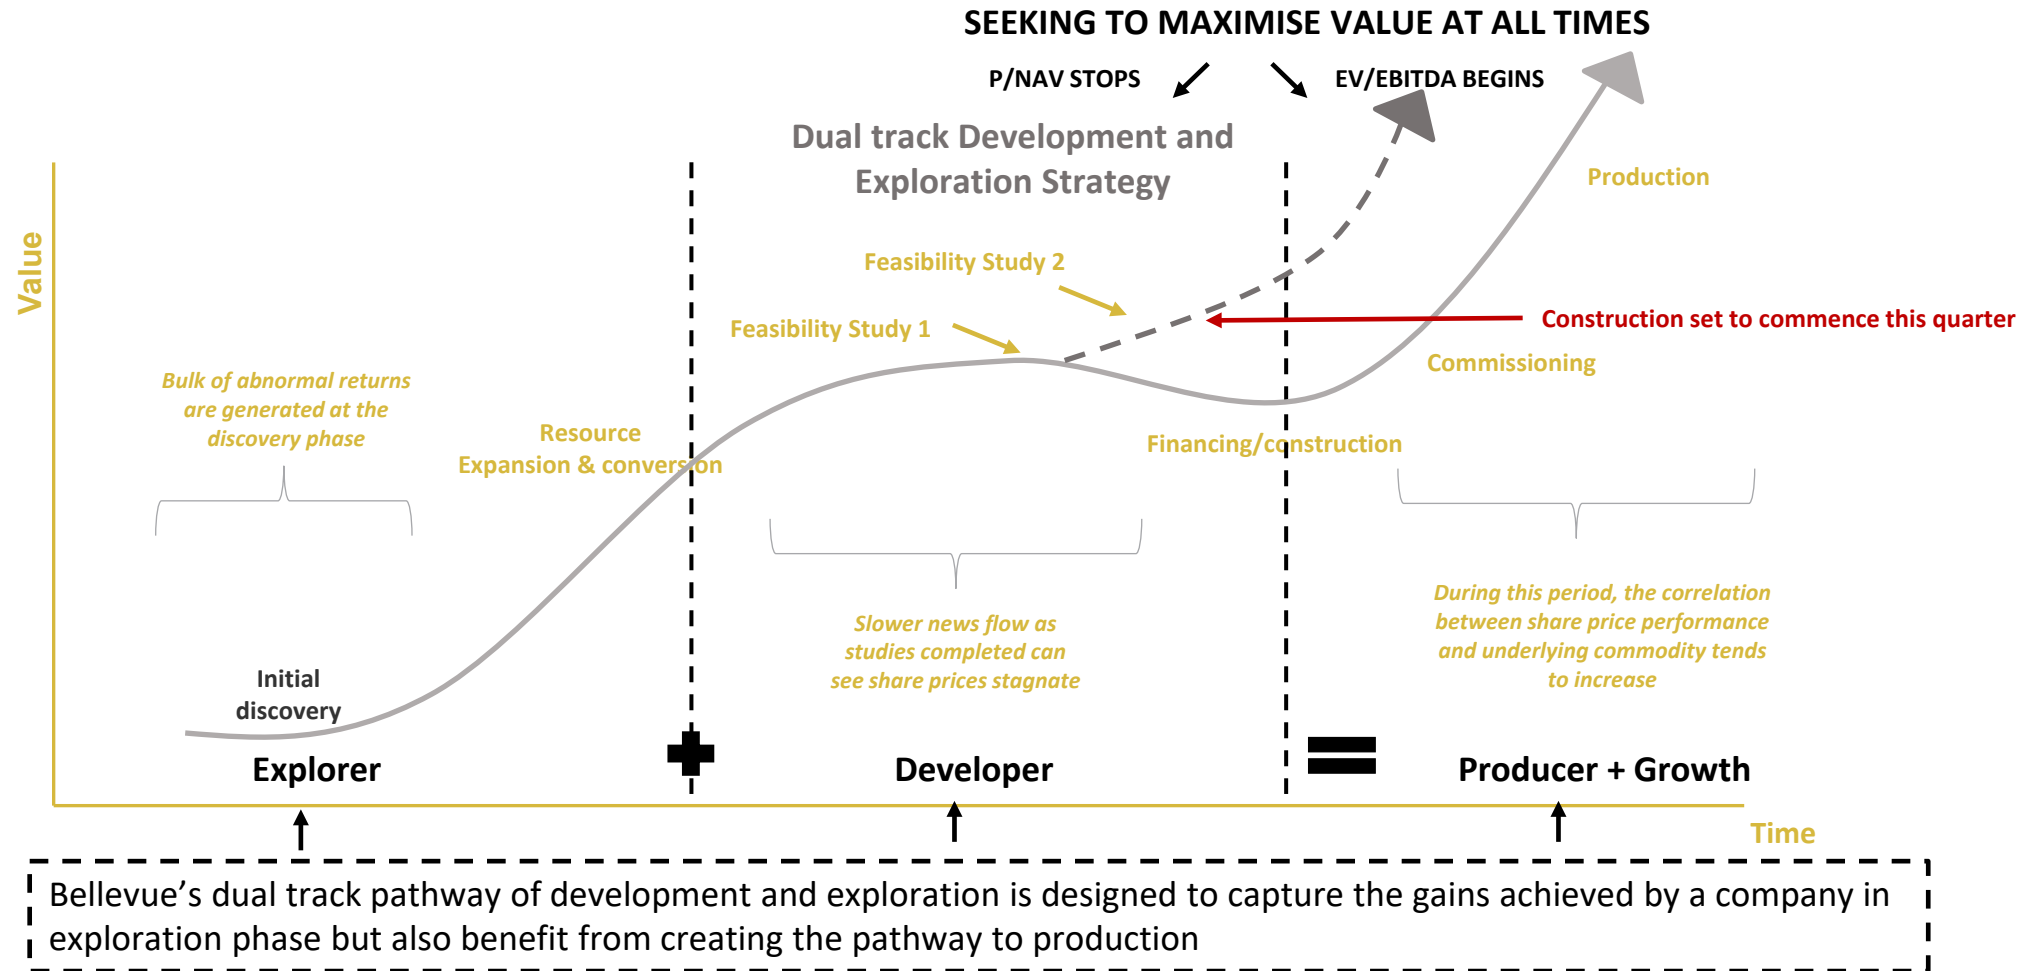 SEEKING TO MAXIMISE VALUE AT ALL TIMES
P/NAV STOPS
EV/EBITDA BEGINS
Dual track Development and
Exploration Strategy
Production
Value
Feasibility Study 2
Feasibility Study 1
Construction set to commence this quarter
Commissioning
Bulk of abnormal returns
are generated at the
discovery phase
Resource
Expansion & conversion
Financing/construction
Slower news flow as
studies completed can
see share prices stagnate
During this period, the correlation
between share price performance
and underlying commodity tends
to increase
Initial
discovery
Explorer
Developer
Producer + Growth
Time
Bellevue’s dual track pathway of development and exploration is designed to capture the gains achieved by a company in
exploration phase but also benefit from creating the pathway to production